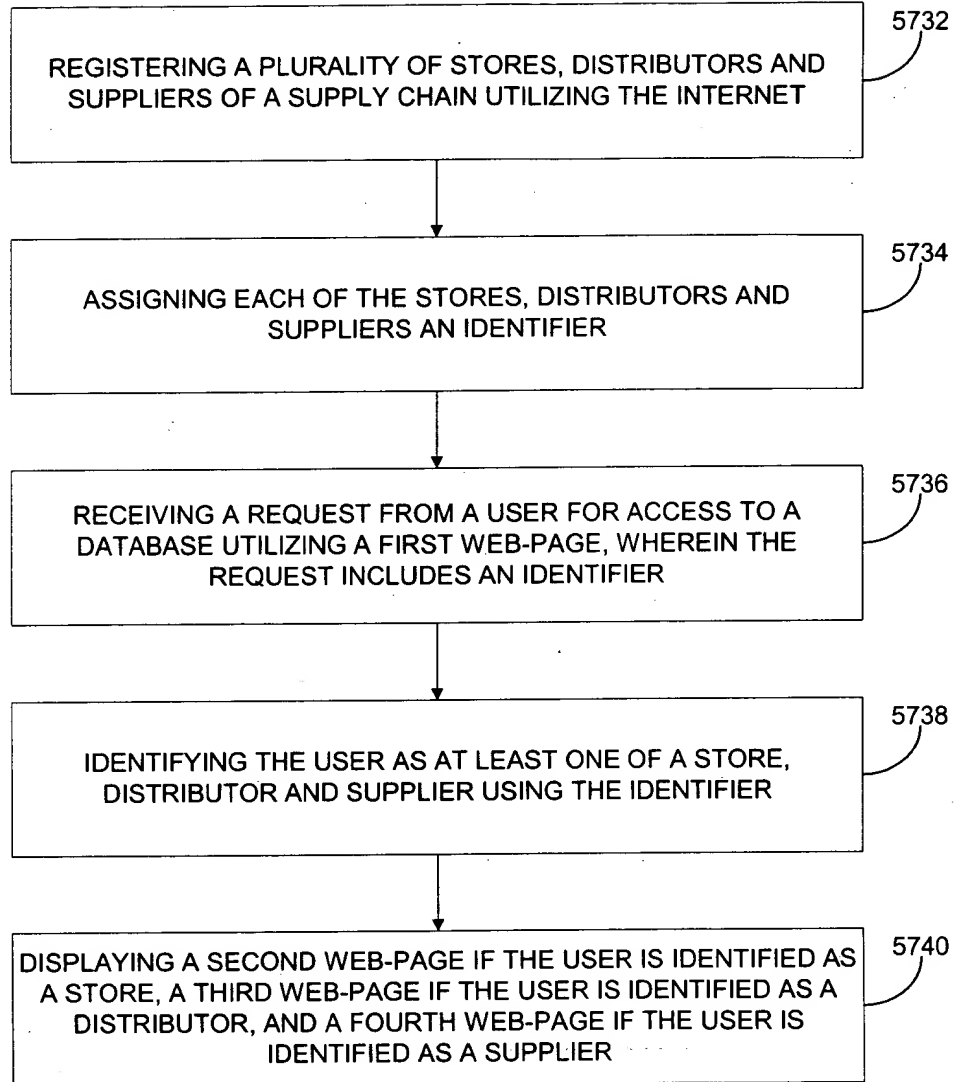 5732
REGISTERING A PLURALITY OF STORES, DISTRIBUTORS AND
SUPPLIERS OF A SUPPLY CHAIN UTILIZING THE INTERNET
5734
ASSIGNING EACH OF THE STORES, DISTRIBUTORS AND
SUPPLIERS AN IDENTIFIER
5736
RECEIVING A REQUEST FROM A USER FOR ACCESS TO A
DATABASE UTILIZING A FIRST WEB-PAGE, WHEREIN THE
REQUEST INCLUDES AN IDENTIFIER
5738
IDENTIFYING THE USER AS AT LEAST ONE OF A STORE,
DISTRIBUTOR AND SUPPLIER USING THE IDENTIFIER
5740
DISPLAYING A SECOND WEB-PAGE IF THE USER IS IDENTIFIED AS
A STORE, A THIRD WEB-PAGE IF THE USER IS IDENTIFIED AS A
DISTRIBUTOR, AND A FOURTH WEB-PAGE IF THE USER IS
IDENTIFIED AS A SUPPLIER